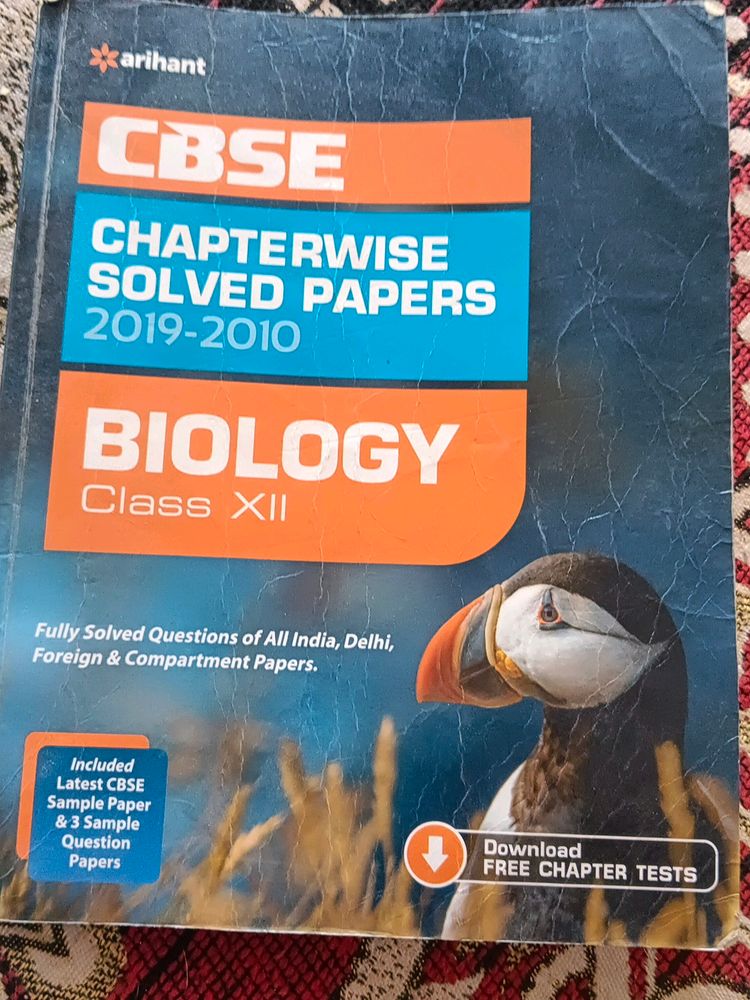 arihant
CBSE
CHAPTERWISE
SOLVED PAPERS
2019-2010
BIOLOGY
Class XII
Fully Solved Questions of All India, Delhi,
Foreign & Compartment Papers.
Included
Latest CBSE
Sample Paper
& 3 Sample
Question
Papers
Download
FREE CHAPTER TESTS